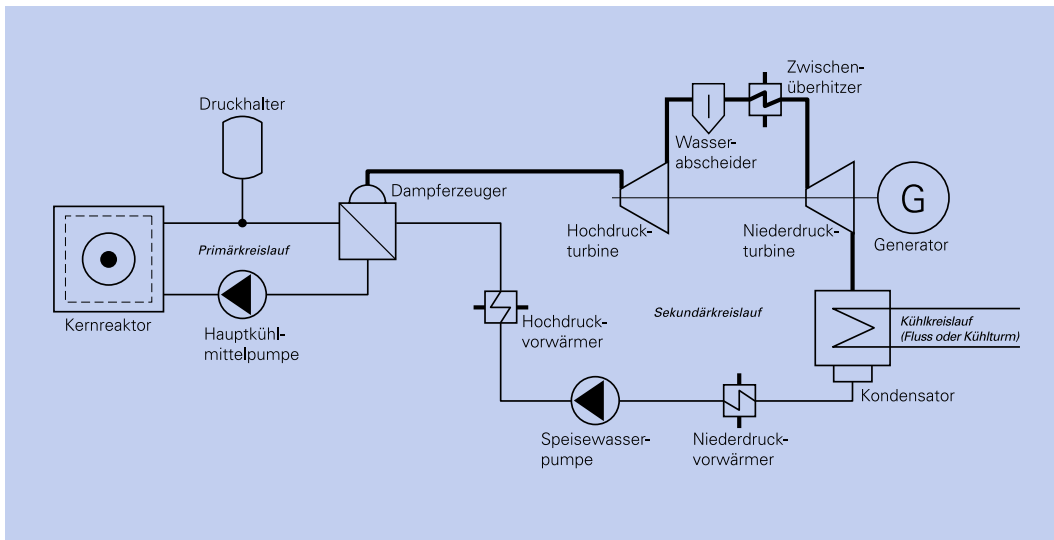 Zwischen-
überhitzer
Druckhalter
Wasser-
abscheider
Dampferzeuger
G
Hochdruck-
turbine
Niederdruck-
turbine
Generator
Primärkreislauf
Kernreaktor
Hauptkühl-
mittelpumpe
Hochdruck-
vorwärmer
Sekundärkreislauf
Kühlkreislauf
(Fluss oder Kühlturm)
Kondensator
Speisewasser-
pumpe
Niederdruck-
vorwärmer